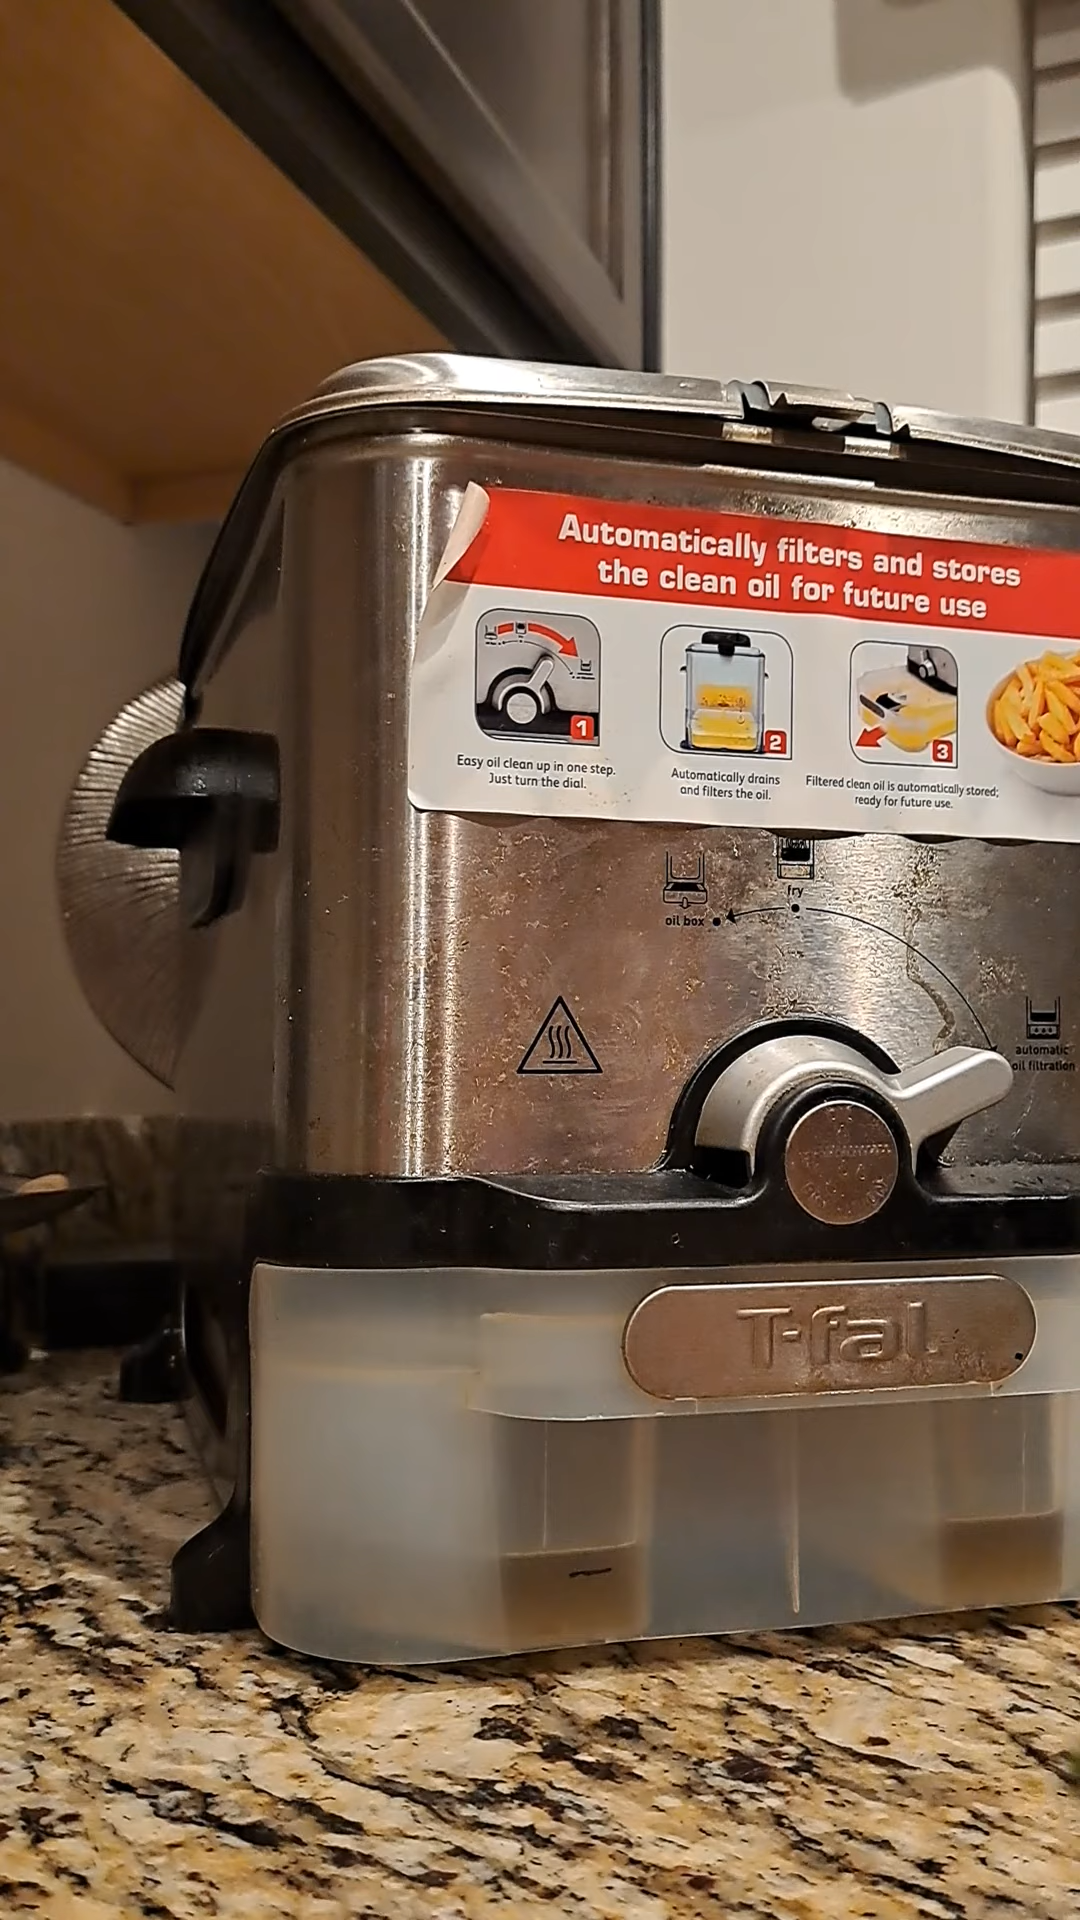 Automatically filters and stores
the clean oil for future use
1
2
3
Easy oil clean up in one step.
Just turn the dial.
Automatically drains
and filters the oil.
Filtered clean oil is automatically stored;
ready for future use.
fry
oil box
automatic
oil filtration
T-fal